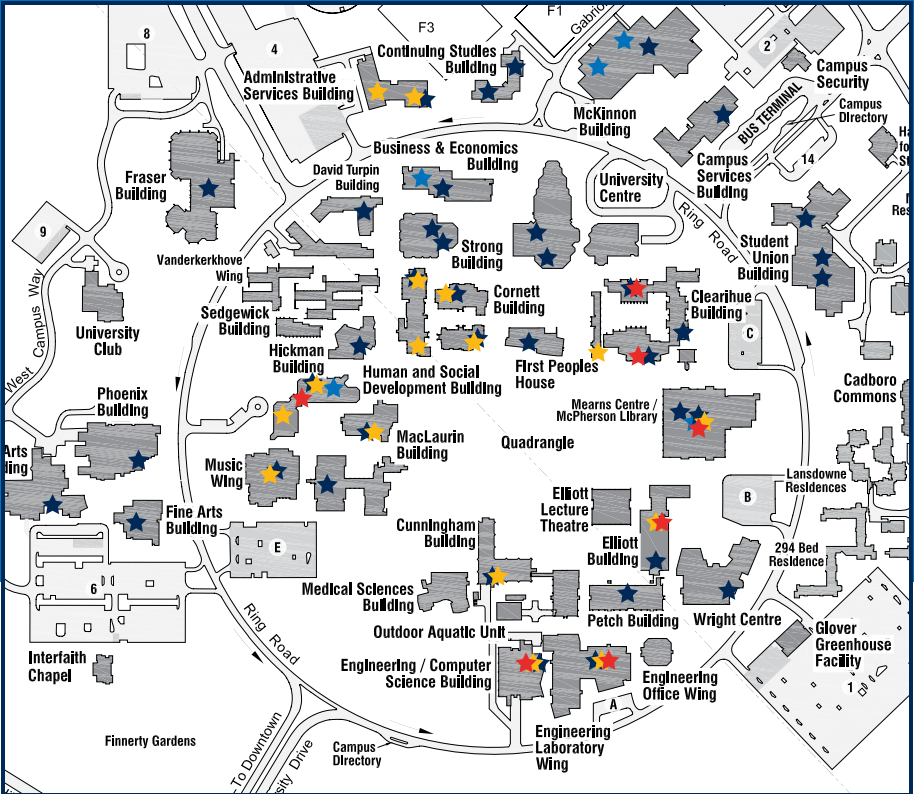 8
4
F3
F1
Gabrio
2
Continuing Studies
Building
Administrative
Services Building
McKinnon
Building
Campus
Security
BUS TERMINAL
Campus
Directory
14
Campus
Services
Building
Business & Economics
Building
David Turpin
Building
Fraser
Building
University
Centre
Ring Road
9
Strong
Building
Student
Union
Building
Vanderkerkhove
Wing
West Campus Way
Cornett
Building
Clearihue
Building
Sedgewick
Building
University
Club
C
Hickman
Building
Human and Social
Development Building
First Peoples
House
Phoenix
Building
Mearns Centre /
McPherson Library
Cadboro
Commons
MacLaurin
Building
Quadrangle
Arts
Music
Wing
Lansdowne
Residences
B
Elliott
Lecture
Theatre
Fine Arts
Building
Cunningham
Building
E
Elliott
Building
294 Bed
Residence
6
Medical Sciences
Building
Petch Building
Wright Centre
Ring Road
Outdoor Aquatic Unit
Glover
Greenhouse
Facility
Interfaith
Chapel
Engineering / Computer
Science Building
Engineering
Office Wing
1
A
Engineering
Laboratory
Wing
Finnerty Gardens
Campus
Directory
To Downtown
sity Drive